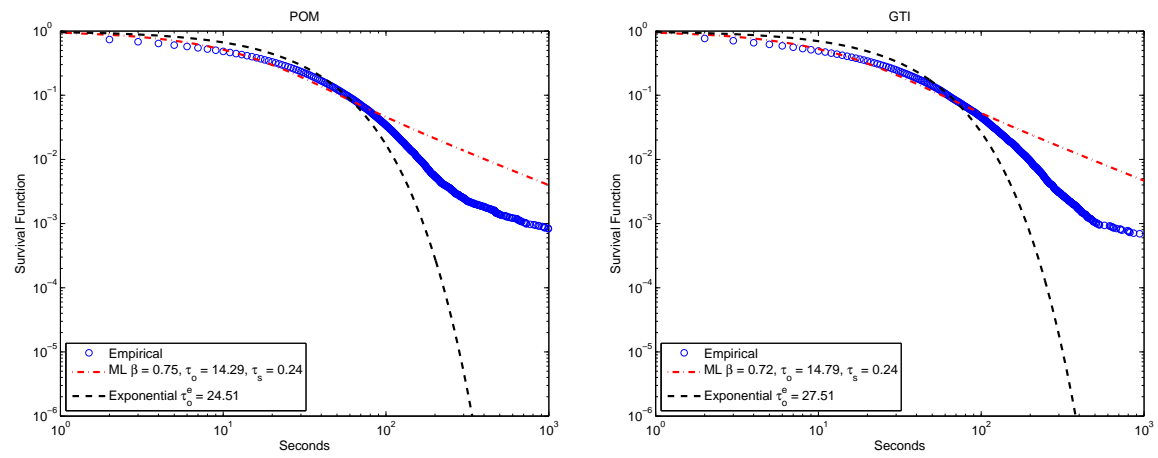 POM
Survival Function
10^0
10^-1
10^-2
10^-3
10^-4
10^-5
10^-6
Empirical
ML β = 0.75, τ_o = 14.29, τ_s = 0.24
Exponential τ_o^e = 24.51
10^0 10^1 10^2 10^3
Seconds
GTI
Survival Function
10^0
10^-1
10^-2
10^-3
10^-4
10^-5
10^-6
Empirical
ML β = 0.72, τ_o = 14.79, τ_s = 0.24
Exponential τ_o^e = 27.51
10^0 10^1 10^2 10^3
Seconds